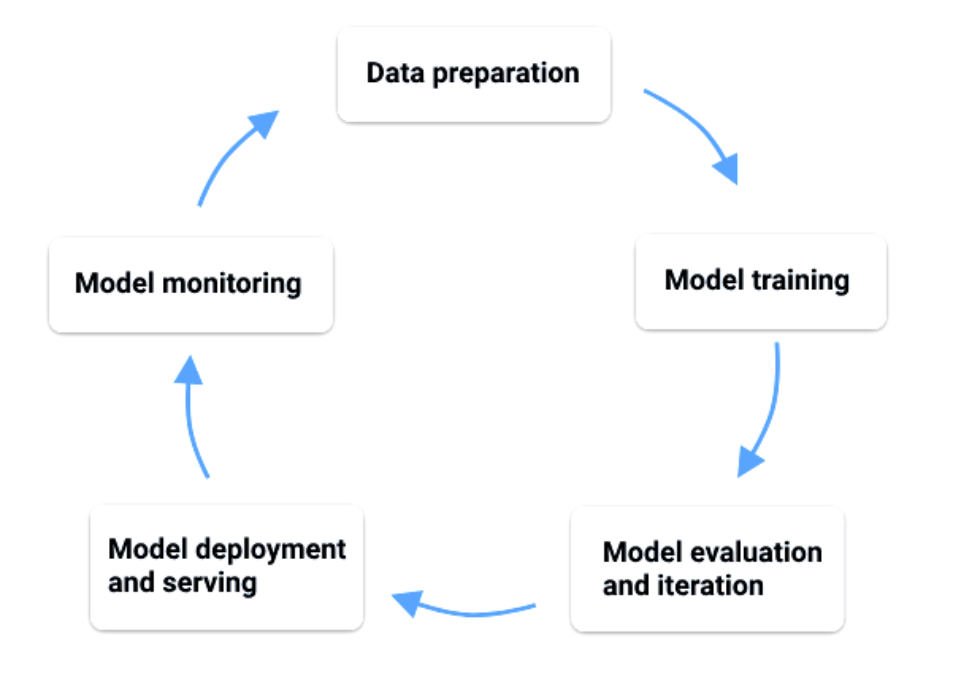 Data preparation
Model monitoring
Model training
Model deployment
and serving
Model evaluation
and iteration